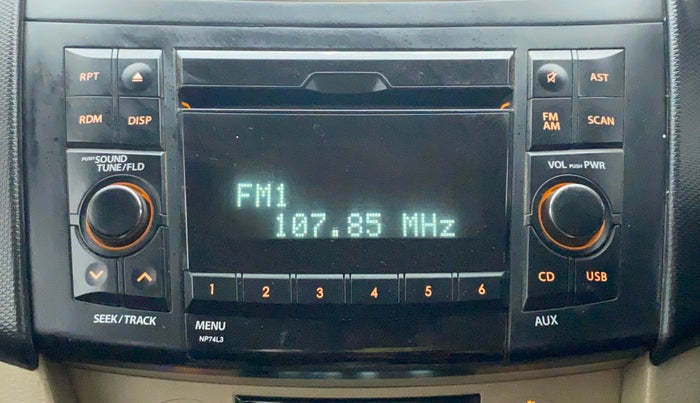 RPT
AST
RDM
DISP
FM
AM
SCAN
PUSH SOUND
TUNE/FLD
VOL PUSH PWR
FM1
107.85 MHz
1 2 3 4 5 6
CD
USB
SEEK/TRACK
MENU
NP74L3
AUX